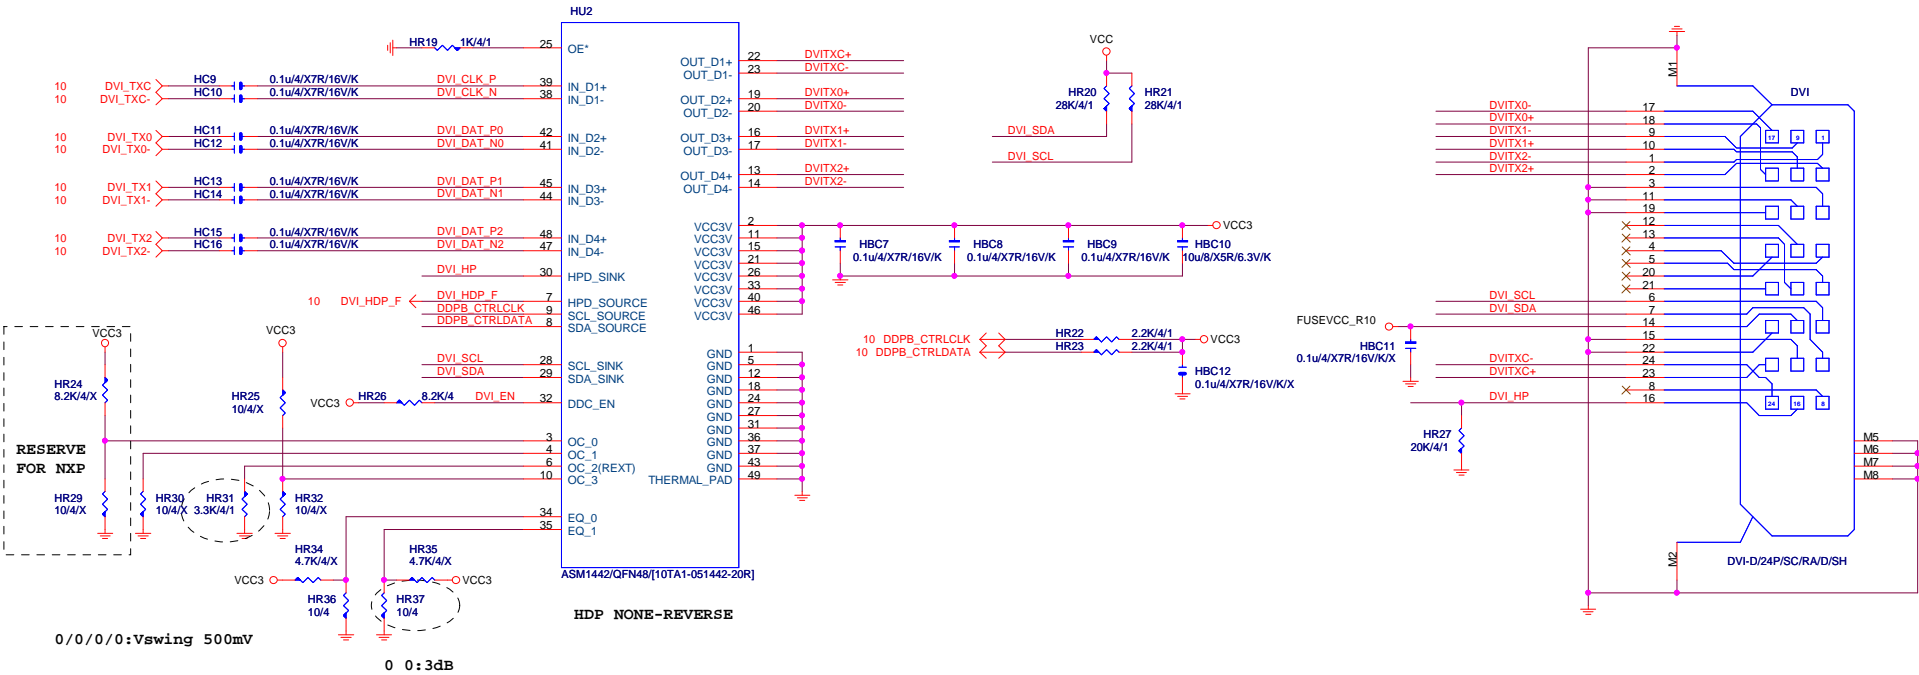 HU2
HR19 1K/4/1 25 OE*
10 DVI_TXC HC9 0.1u/4/X7R/16V/K DVI_CLK_P 39 IN_D1+
10 DVI_TXC- HC10 0.1u/4/X7R/16V/K DVI_CLK_N 38 IN_D1-
10 DVI_TX0 HC11 0.1u/4/X7R/16V/K DVI_DAT_P0 42 IN_D2+
10 DVI_TX0- HC12 0.1u/4/X7R/16V/K DVI_DAT_N0 41 IN_D2-
10 DVI_TX1 HC13 0.1u/4/X7R/16V/K DVI_DAT_P1 45 IN_D3+
10 DVI_TX1- HC14 0.1u/4/X7R/16V/K DVI_DAT_N1 44 IN_D3-
10 DVI_TX2 HC15 0.1u/4/X7R/16V/K DVI_DAT_P2 48 IN_D4+
10 DVI_TX2- HC16 0.1u/4/X7R/16V/K DVI_DAT_N2 47 IN_D4-
DVI_HP 30 HPD_SINK
10 DVI_HDP_F DVI_HDP_F 7 HPD_SOURCE
DDPB_CTRLCLK 9 SCL_SOURCE
DDPB_CTRLDATA 8 SDA_SOURCE
DVI_SCL 28 SCL_SINK
DVI_SDA 29 SDA_SINK
VCC3 HR26 8.2K/4 DVI_EN 32 DDC_EN
3 OC_0
4 OC_1
6 OC_2(REXT)
10 OC_3
34 EQ_0
35 EQ_1
VCC3
HR24
8.2K/4/X
RESERVE
FOR NXP
HR29
10/4/X
VCC3
HR25
10/4/X
HR30
10/4/X
HR31
3.3K/4/1
HR32
10/4/X
HR34
4.7K/4/X
VCC3
HR36
10/4
HR35
4.7K/4/X
VCC3
HR37
10/4
0/0/0/0:Vswing 500mV
0 0:3dB
OUT_D1+ 22 DVITXC+
OUT_D1- 23 DVITXC-
OUT_D2+ 19 DVITX0+
OUT_D2- 20 DVITX0-
OUT_D3+ 16 DVITX1+
OUT_D3- 17 DVITX1-
OUT_D4+ 13 DVITX2+
OUT_D4- 14 DVITX2-
VCC3V 2
VCC3V 11
VCC3V 15
VCC3V 21
VCC3V 26
VCC3V 33
VCC3V 40
VCC3V 46
GND 1
GND 5
GND 12
GND 18
GND 24
GND 27
GND 31
GND 36
GND 37
GND 43
THERMAL_PAD 49
ASM1442/QFN48/[10TA1-051442-20R]
HDP NONE-REVERSE
VCC
HR20
28K/4/1
HR21
28K/4/1
DVI_SDA
DVI_SCL
VCC3
HBC7
0.1u/4/X7R/16V/K
HBC8
0.1u/4/X7R/16V/K
HBC9
0.1u/4/X7R/16V/K
HBC10
10u/8/X5R/6.3V/K
10 DDPB_CTRLCLK HR22 2.2K/4/1 VCC3
10 DDPB_CTRLDATA HR23 2.2K/4/1
HBC12
0.1u/4/X7R/16V/K/X
M1
DVI
DVITX0- 17
DVITX0+ 18
DVITX1- 9
DVITX1+ 10
DVITX2- 1
DVITX2+ 2
3
11
19
12
13
4
5
20
21
DVI_SCL 6
DVI_SDA 7
FUSEVCC_R10 14
15
22
DVITXC- 24
DVITXC+ 23
8
DVI_HP 16
HBC11
0.1u/4/X7R/16V/K/X
HR27
20K/4/1
17 9 1
24 16 8
M5
M6
M7
M8
M2
DVI-D/24P/SC/RA/D/SH